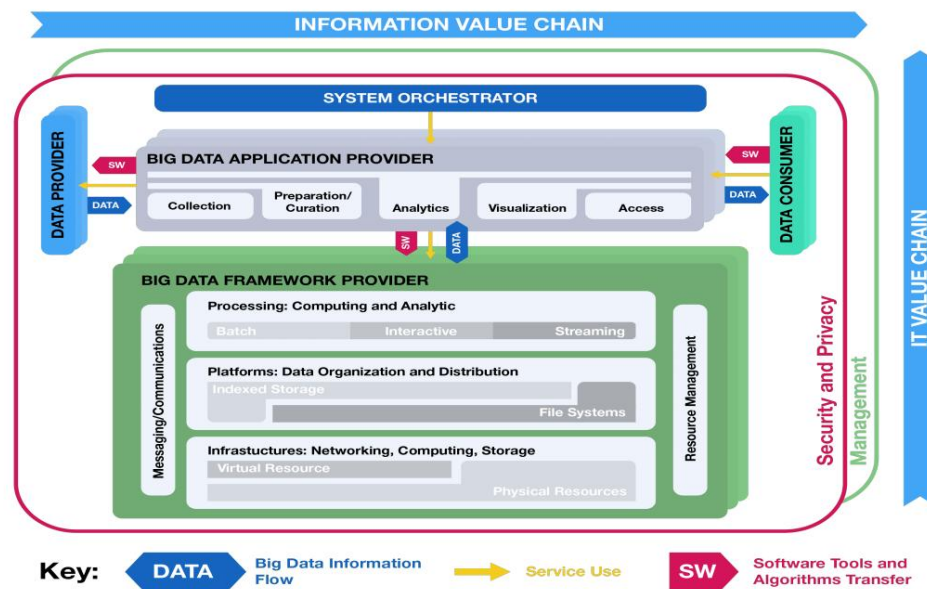 INFORMATION VALUE CHAIN
SYSTEM ORCHESTRATOR
DATA PROVIDER
SW
DATA
BIG DATA APPLICATION PROVIDER
Collection
Preparation/
Curation
Analytics
Visualization
Access
SW
DATA
DATA CONSUMER
SW
DATA
BIG DATA FRAMEWORK PROVIDER
Messaging/Communications
Processing: Computing and Analytic
Batch
Interactive
Streaming
Platforms: Data Organization and Distribution
Indexed Storage
File Systems
Infrastuctures: Networking, Computing, Storage
Virtual Resource
Physical Resources
Resource Management
Security and Privacy
Management
IT VALUE CHAIN
Key:
DATA
Big Data Information
Flow
Service Use
SW
Software Tools and
Algorithms Transfer